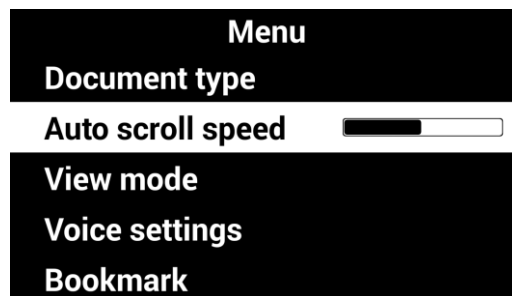 Menu
Document type
Auto scroll speed
View mode
Voice settings
Bookmark